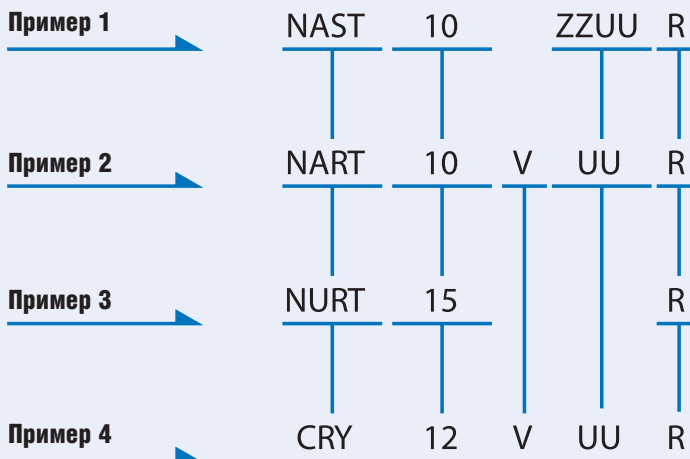 Пример 1 NAST 10 ZZUU R
Пример 2 NART 10 V UU R
Пример 3 NURT 15 R
Пример 4 CRY 12 V UU R